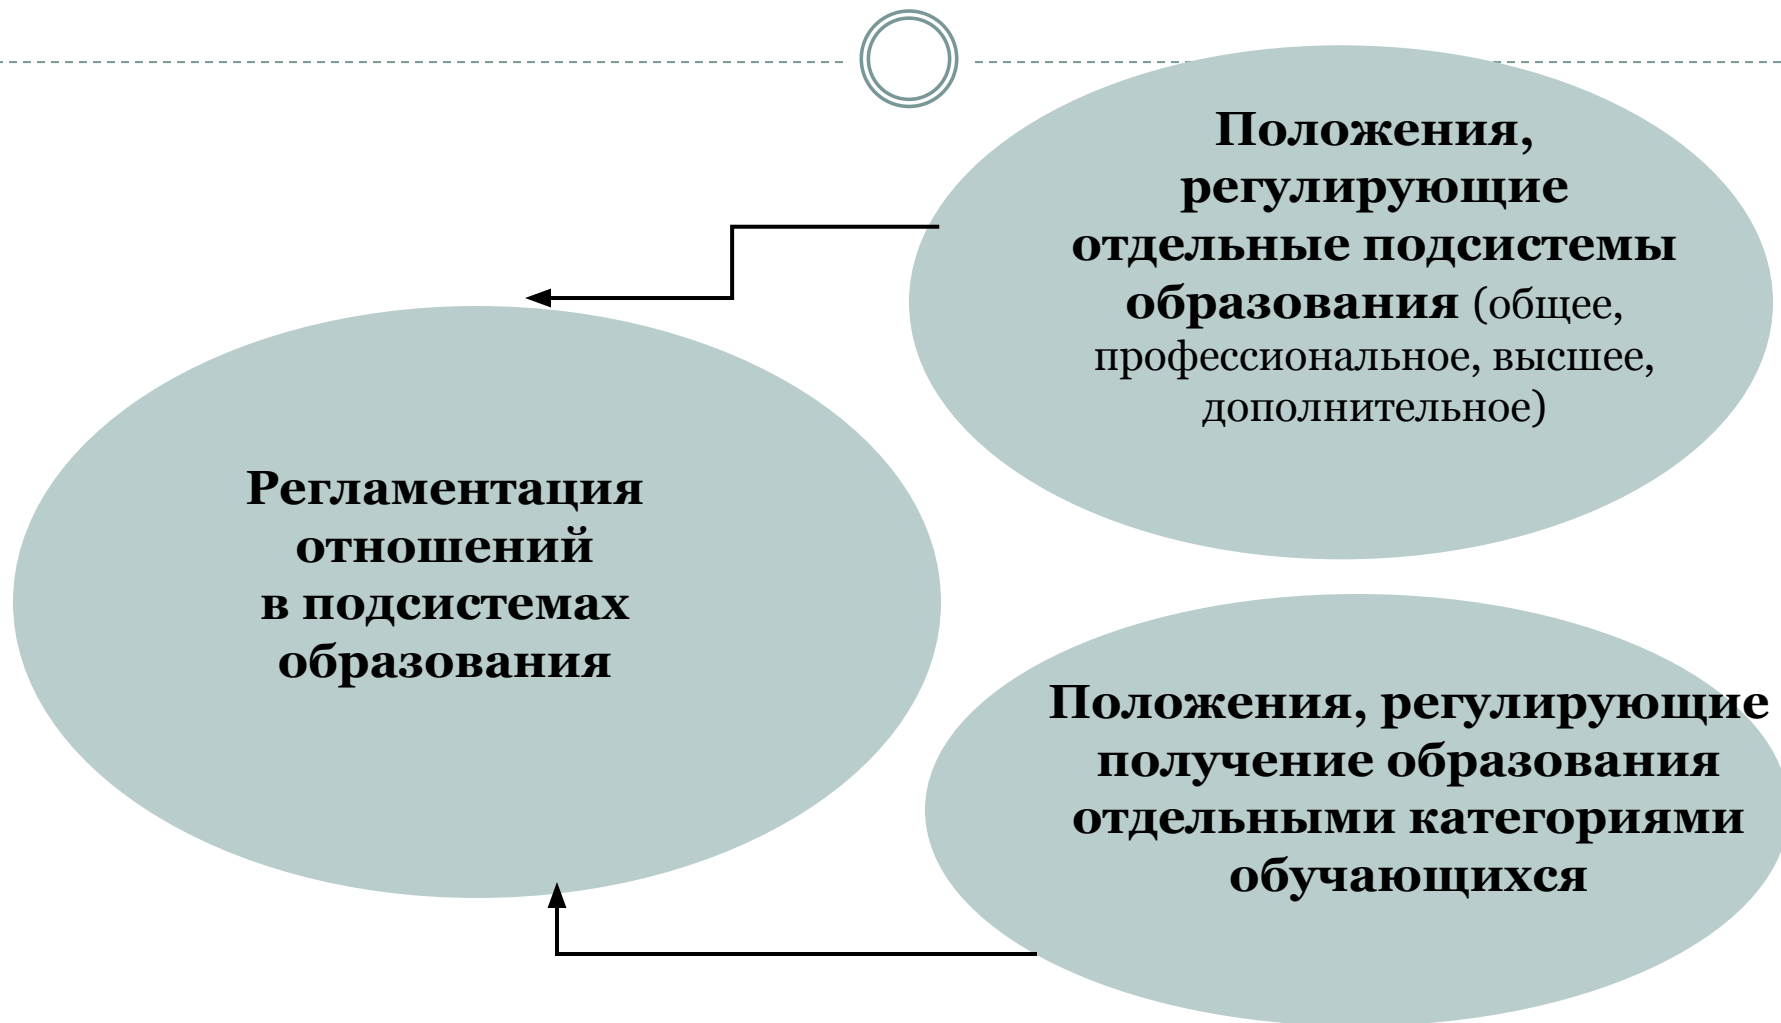 Положения,
регулирующие
отдельные подсистемы
образования (общее,
профессиональное, высшее,
дополнительное)
Регламентация
отношений
в подсистемах
образования
Положения, регулирующие
получение образования
отдельными категориями
обучающихся